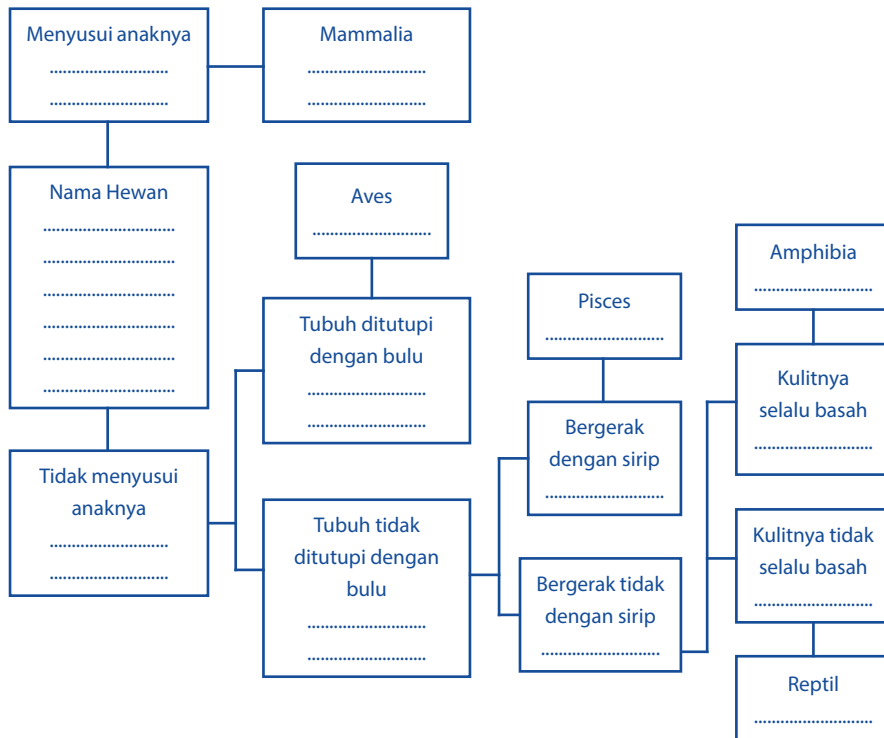 Menyusui anaknya
.............................
.............................
Mammalia
.............................
.............................
Nama Hewan
................................
................................
................................
................................
................................
................................
Aves
.............................
Tubuh ditutupi
dengan bulu
.............................
.............................
Tidak menyusui
anaknya
.............................
.............................
Tubuh tidak
ditutupi dengan
bulu
.............................
.............................
Pisces
.............................
Bergerak
dengan sirip
.............................
Bergerak tidak
dengan sirip
.............................
Amphibia
.............................
Kulitnya
selalu basah
.............................
Kulitnya tidak
selalu basah
.............................
Reptil
.............................